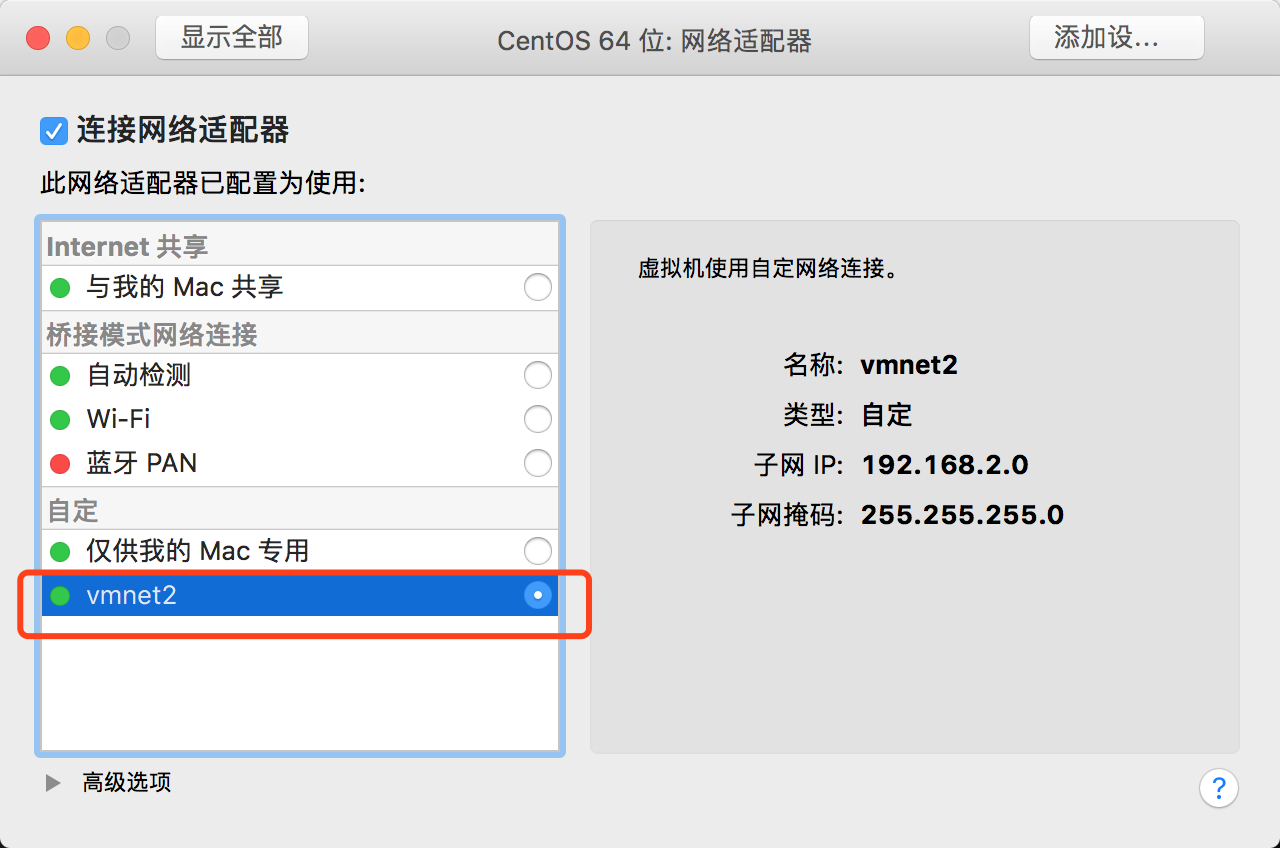 显示全部
CentOS 64 位: 网络适配器
添加设...
连接网络适配器
此网络适配器已配置为使用:
Internet 共享
与我的 Mac 共享
桥接模式网络连接
自动检测
Wi-Fi
蓝牙 PAN
自定
仅供我的 Mac 专用
vmnet2
虚拟机使用自定网络连接。
名称: vmnet2
类型: 自定
子网 IP: 192.168.2.0
子网掩码: 255.255.255.0
高级选项
?